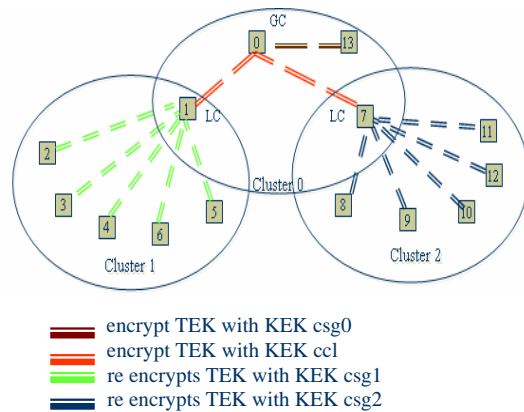 GC
0
13
1
LC
LC
7
2
11
12
3
4
6
5
8
9
10
Cluster 0
Cluster 1
Cluster 2
encrypt TEK with KEK csg0
encrypt TEK with KEK ccl
re encrypts TEK with KEK csg1
re encrypts TEK with KEK csg2